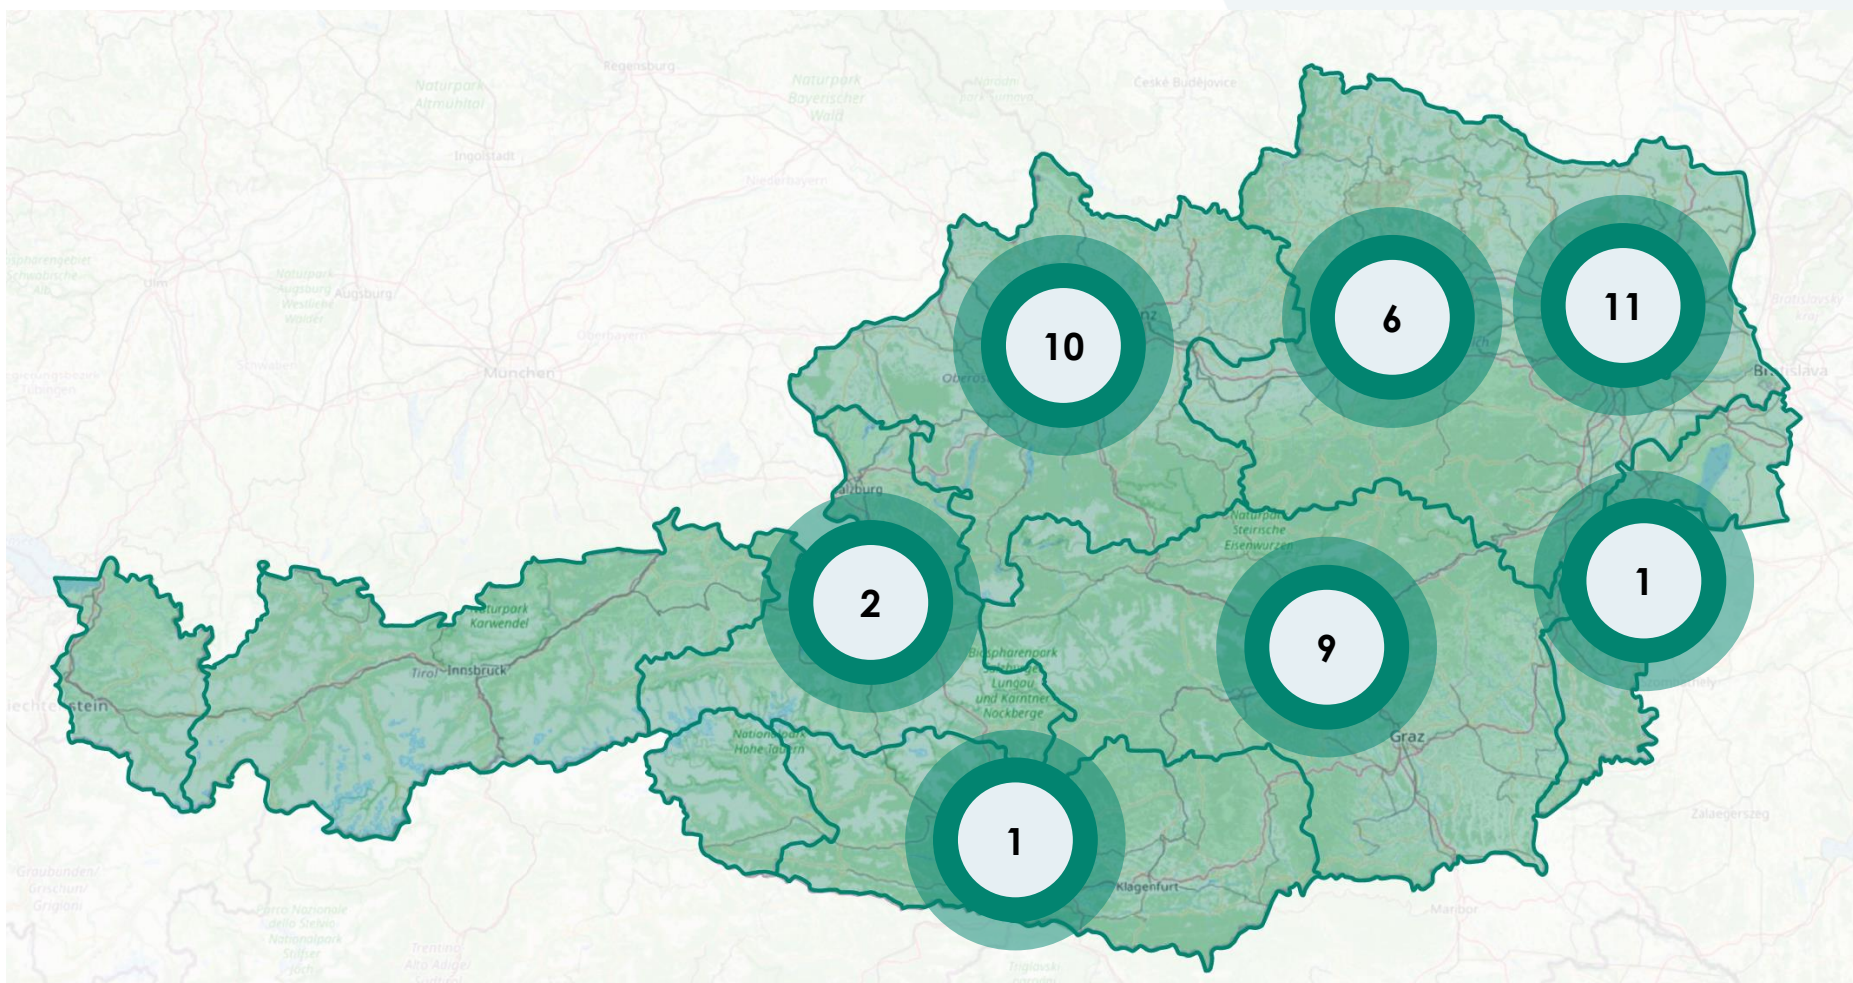 Regensburg
Naturpark
Altmühltal
Naturpark
Bayerischer
Wald
České Budějovice
Ingolstadt
Niederbayern
Naturpark
Augsburg
Westliche
Wälder
Ulm
Augsburg
Oberbayern
Schwaben
München
10
6
11
Bratislava
Naturpark
Steirische
Eisenwurzen
2
1
9
Naturpark
Karwendel
Tirol
Innsbruck
Biosphärenpark
Salzburger
Lungau
und Kärntner
Nockberge
Nationalpark
Hohe Tauern
Graz
1
Klagenfurt
Zalaegerszeg
Maribor
Graubünden/
Grischun/
Grigioni
Parco Nazionale
dello Stelvio
Nationalpark
Stilfser
Joch
Trentino
Alto Adige/
Triglavski